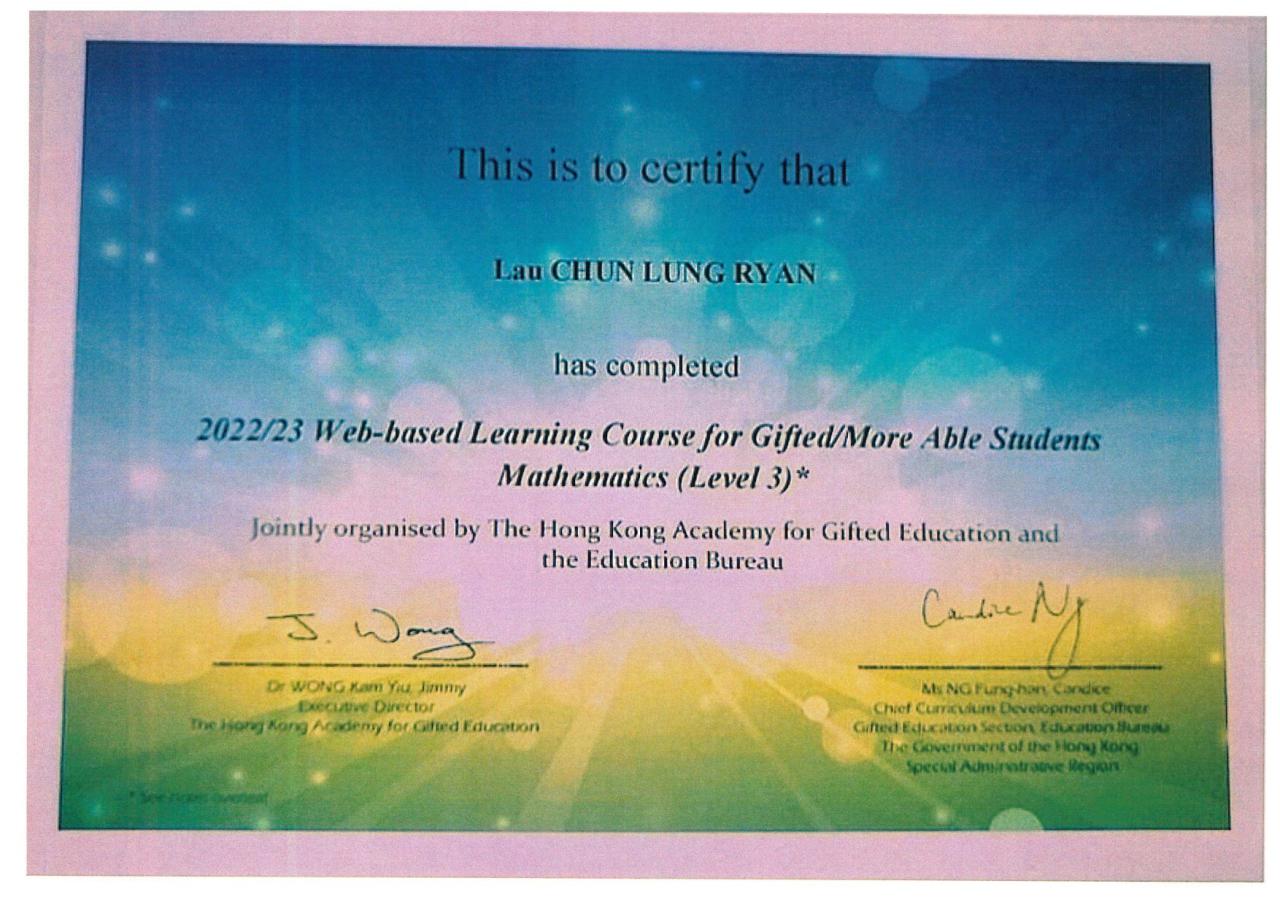 This is to certify that
Lau CHUN LUNG RYAN
has completed
2022/23 Web-based Learning Course for Gifted/More Able Students
Mathematics (Level 3)*
Jointly organised by The Hong Kong Academy for Gifted Education and
the Education Bureau
J. Wong
Candice Ng
Dr WONG Kam Yiu, Jimmy
Executive Director
The Hong Kong Academy for Gifted Education
Ms NG Fung-han, Candice
Chief Curriculum Development Officer
Gifted Education Section, Education Bureau
The Government of the Hong Kong
Special Administrative Region
* See notes overleaf